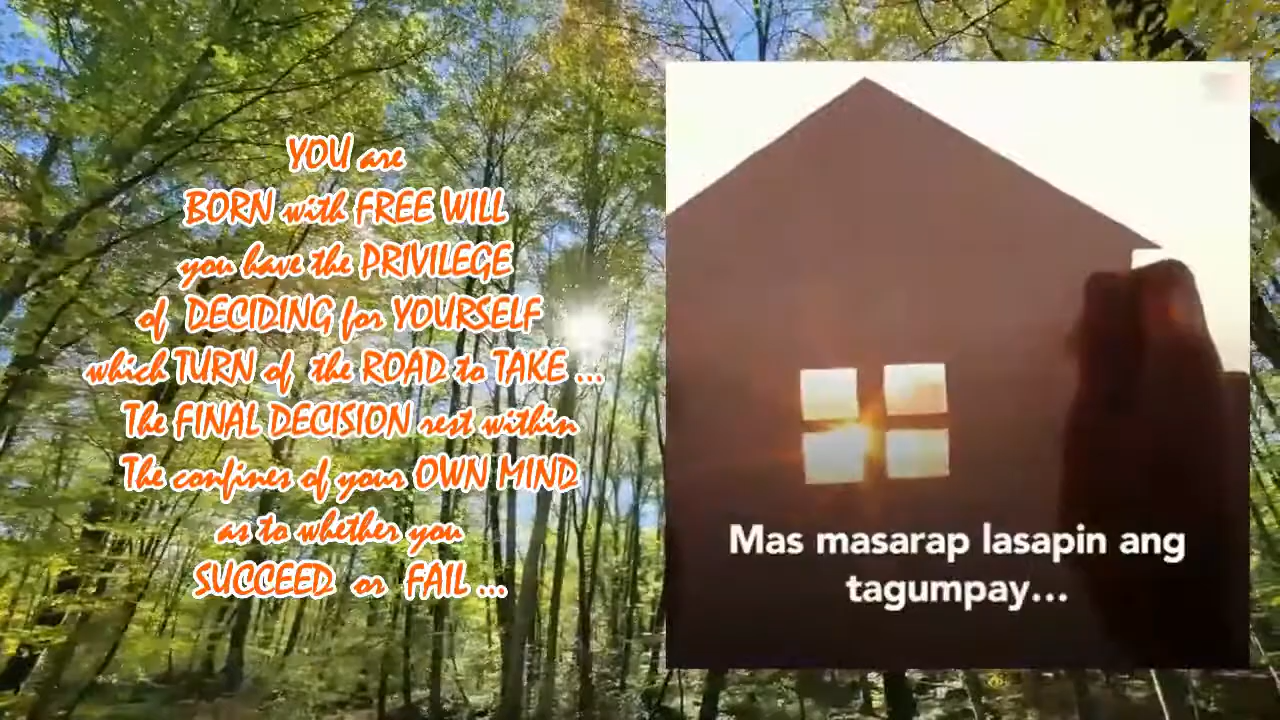 YOU are
BORN with FREE WILL
you have the PRIVILEGE
of DECIDING for YOURSELF
which TURN of the ROAD to TAKE ...
The FINAL DECISION rest within
The confines of your OWN MIND
as to whether you
SUCCEED or FAIL ...
Mas masarap lasapin ang
tagumpay...